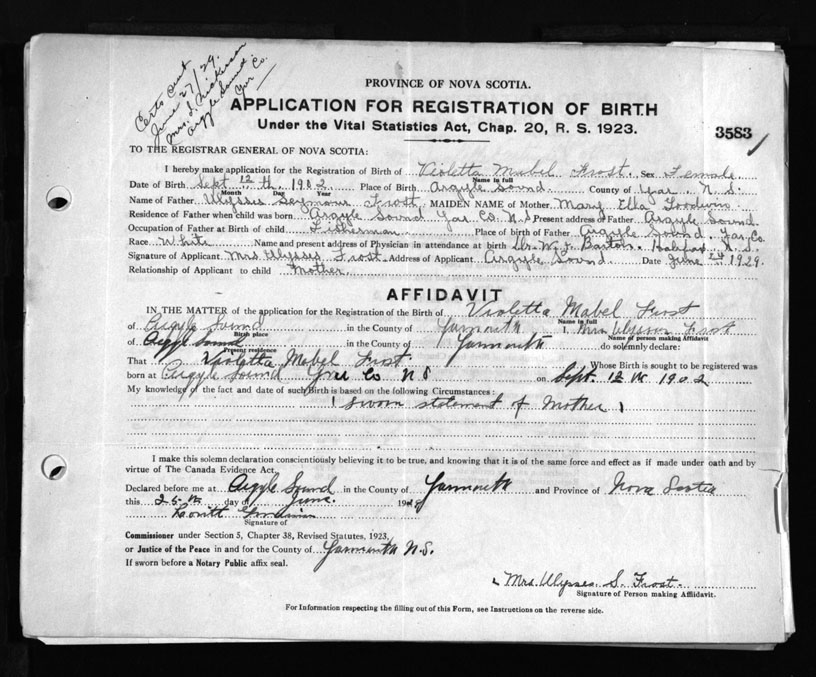 Certs sent
June 27/29.
Mrs. I. Nickerson
Argyle Sound.
Yar Co.
PROVINCE OF NOVA SCOTIA.
APPLICATION FOR REGISTRATION OF BIRTH
Under the Vital Statistics Act, Chap. 20, R. S. 1923.
3583
TO THE REGISTRAR GENERAL OF NOVA SCOTIA:
I hereby make application for the Registration of Birth of Violetta Mabel Frost. Sex Female
Name in full
Date of Birth Sept 12th, 1902 Place of Birth Argyle Sound. County of Yar. N. S.
Month Day Year
Name of Father Ulysses Seymour Frost. MAIDEN NAME of Mother Mary Etta Goodwin
Residence of Father when child was born Argyle Sound Yar Co. N.S Present address of Father Argyle Sound
Occupation of Father at Birth of child Fisherman Place of birth of Father Argyle Sound. Yar. Co.
Race White Name and present address of Physician in attendance at birth Dr. W. J. Barton. Halifax. N. S.
Signature of Applicant Mrs Ulysses Frost. Address of Applicant Argyle Sound. Date June 24 1929.
Relationship of Applicant to child Mother
AFFIDAVIT
IN THE MATTER of the application for the Registration of the Birth of Violetta Mabel Frost
Name in full
of Argyle Sound in the County of Yarmouth I, Mrs Ulysses Frost
Birth place Name of person making Affidavit
of Argyle Sound in the County of Yarmouth do solemnly declare:
Present residence
That Violetta Mabel Frost Whose Birth is sought to be registered was
born at Argyle Sound Yar Co N S on Sept. 12th 1902
My knowledge of the fact and date of such Birth is based on the following Circumstances:
( Sworn statement of Mother )
I make this solemn declaration conscientiously believing it to be true, and knowing that it is of the same force and effect as if made under oath and by
virtue of The Canada Evidence Act.
Declared before me at Argyle Sound in the County of Yarmouth and Province of Nova Scotia
this 25th day of June. 1929
Signature of
Commissioner under Section 5, Chapter 38, Revised Statutes, 1923,
or Justice of the Peace in and for the County of Yarmouth N.S.
If sworn before a Notary Public affix seal.
Mrs. Ulysses. S. Frost.
Signature of Person making Affidavit.
For Information respecting the filling out of this Form, see Instructions on the reverse side.